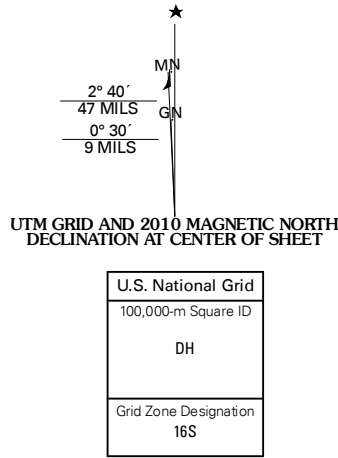 MN
2° 40´
47 MILS
GN
0° 30´
9 MILS
UTM GRID AND 2010 MAGNETIC NORTH
DECLINATION AT CENTER OF SHEET
U.S. National Grid
100,000-m Square ID
DH
Grid Zone Designation
16S